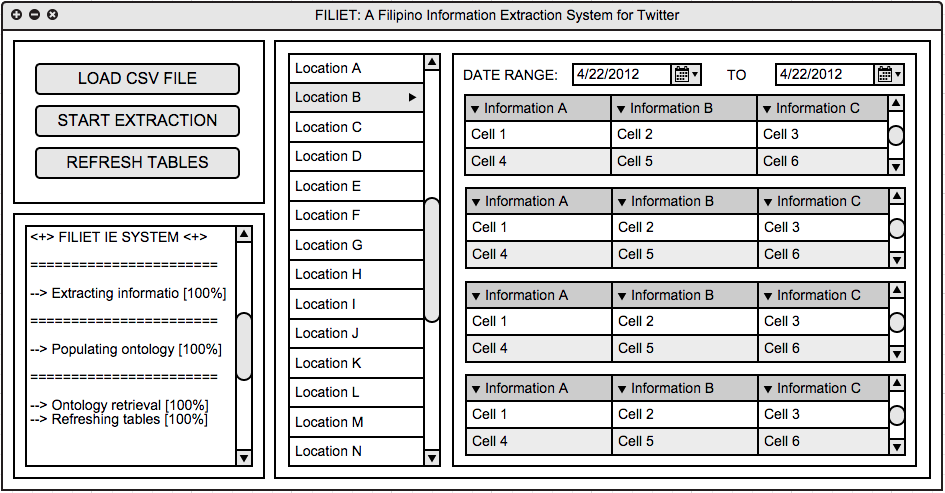 FILIET: A Filipino Information Extraction System for Twitter
LOAD CSV FILE
START EXTRACTION
REFRESH TABLES
<+> FILIET IE SYSTEM <+>
=======================
--> Extracting informatio [100%]
=======================
--> Populating ontology [100%]
=======================
--> Ontology retrieval [100%]
--> Refreshing tables [100%]
Location A
Location B
Location C
Location D
Location E
Location F
Location G
Location H
Location I
Location J
Location K
Location L
Location M
Location N
DATE RANGE: 4/22/2012 TO 4/22/2012
Information A Information B Information C
Cell 1 Cell 2 Cell 3
Cell 4 Cell 5 Cell 6
Information A Information B Information C
Cell 1 Cell 2 Cell 3
Cell 4 Cell 5 Cell 6
Information A Information B Information C
Cell 1 Cell 2 Cell 3
Cell 4 Cell 5 Cell 6
Information A Information B Information C
Cell 1 Cell 2 Cell 3
Cell 4 Cell 5 Cell 6